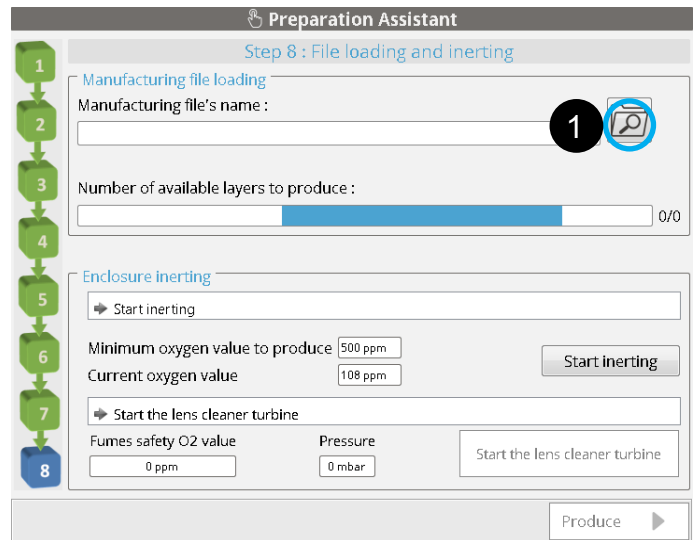 Preparation Assistant
Step 8 : File loading and inerting
1
2
3
4
5
6
7
8
Manufacturing file loading
Manufacturing file's name :
1
Number of available layers to produce :
0/0
Enclosure inerting
Start inerting
Minimum oxygen value to produce 500 ppm
Current oxygen value 108 ppm
Start inerting
Start the lens cleaner turbine
Fumes safety O2 value Pressure
0 ppm 0 mbar
Start the lens cleaner turbine
Produce